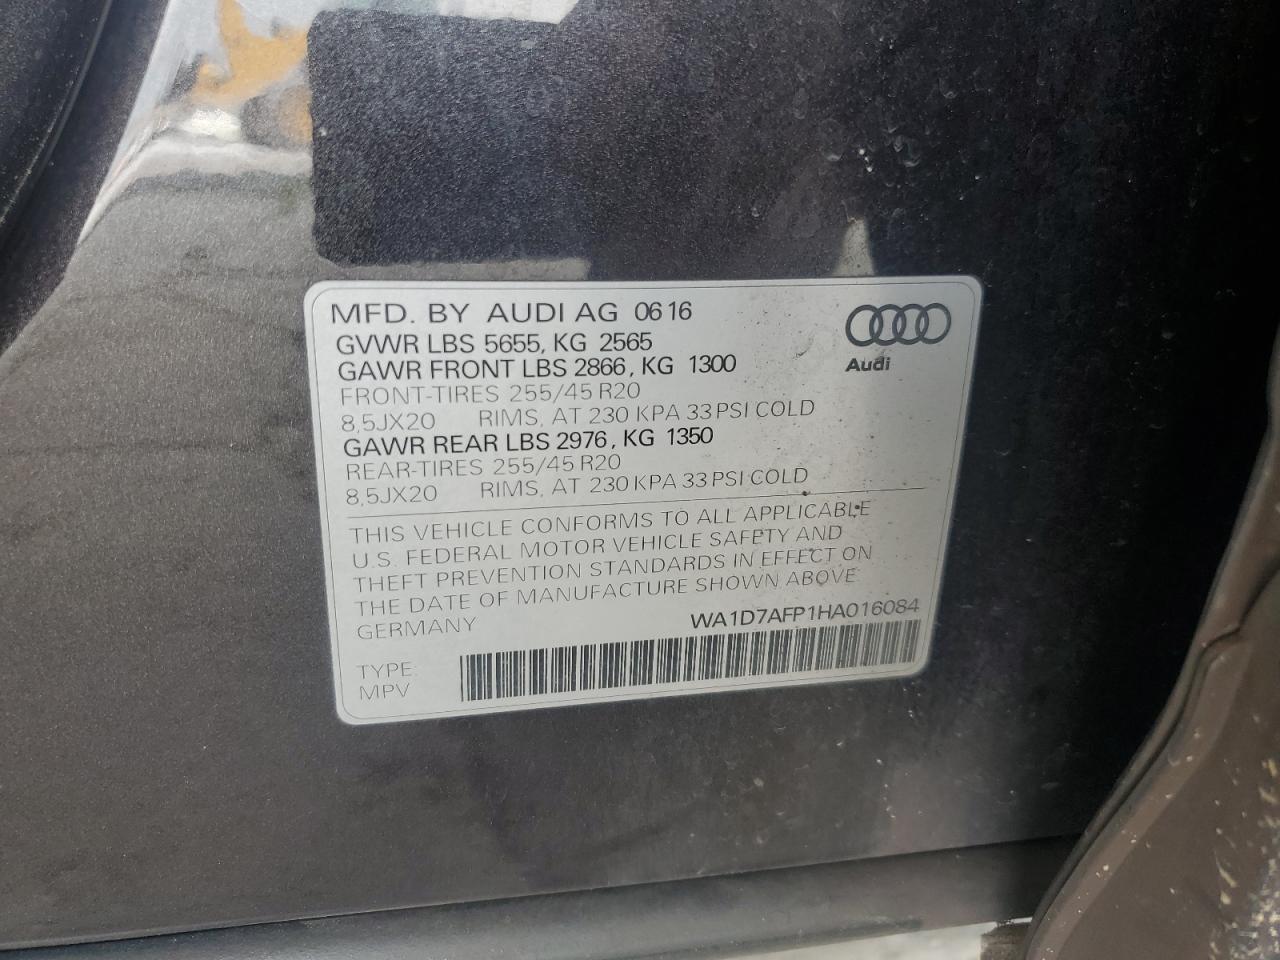 MFD. BY AUDI AG 06 16
GVWR LBS 5655, KG 2565
GAWR FRONT LBS 2866, KG 1300
FRONT-TIRES 255/45 R20
8,5JX20 RIMS, AT 230 KPA 33 PSI COLD
GAWR REAR LBS 2976, KG 1350
REAR-TIRES 255/45 R20
8,5JX20 RIMS, AT 230 KPA 33 PSI COLD
Audi
THIS VEHICLE CONFORMS TO ALL APPLICABLE
U.S. FEDERAL MOTOR VEHICLE SAFETY AND
THEFT PREVENTION STANDARDS IN EFFECT ON
THE DATE OF MANUFACTURE SHOWN ABOVE
GERMANY WA1D7AFP1HA016084
TYPE:
MPV